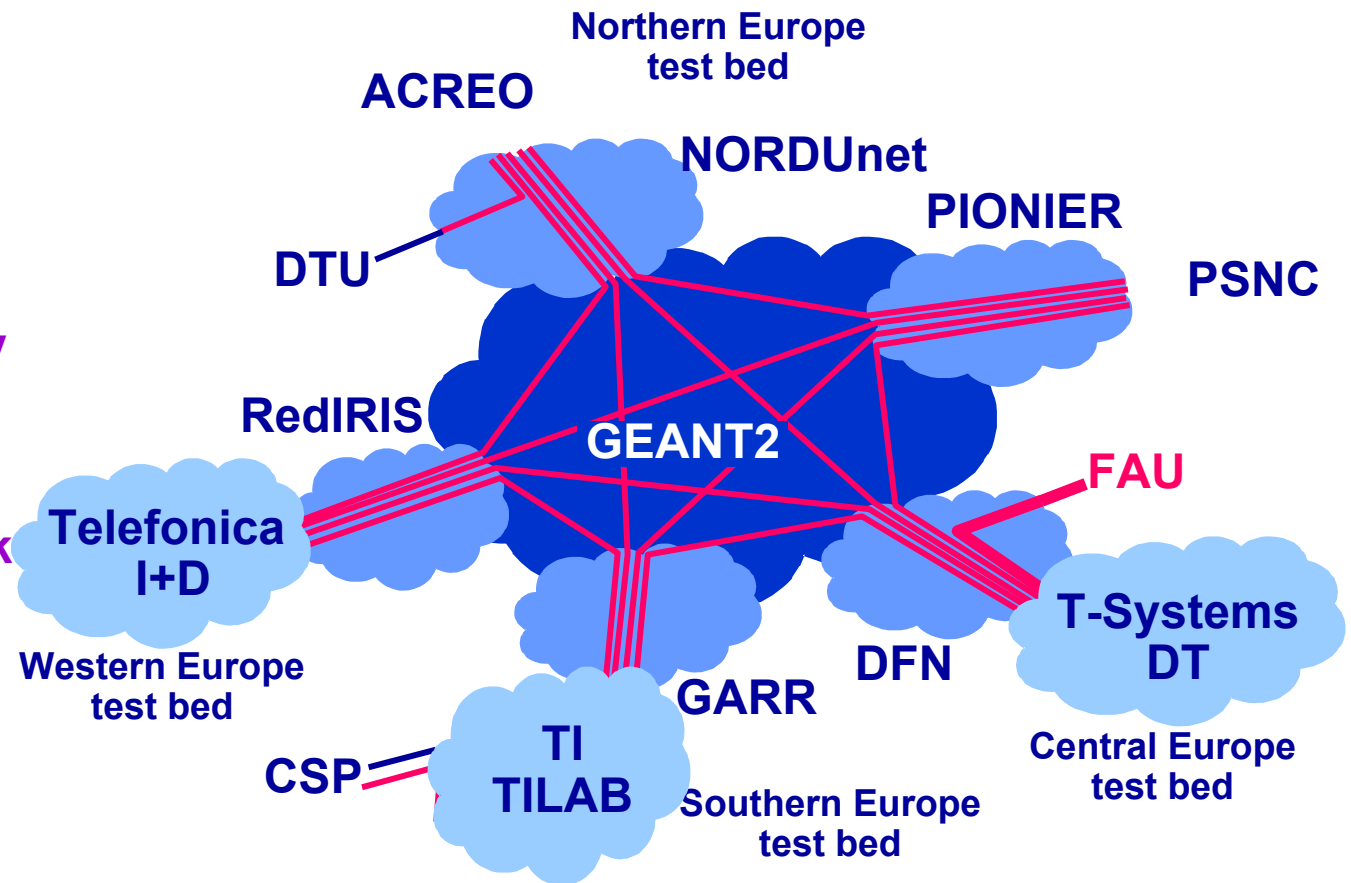 Northern Europe
test bed
ACREO
NORDUnet
PIONIER
DTU
PSNC
RedIRIS
GEANT2
FAU
Telefonica
I+D
k
T-Systems
DT
Western Europe
test bed
DFN
GARR
TI
TILAB
CSP
Central Europe
test bed
Southern Europe
test bed